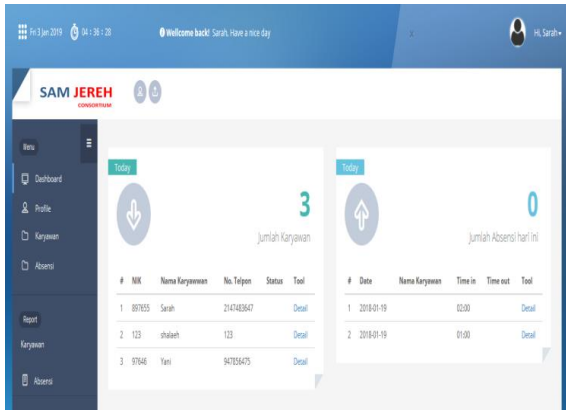 Fri 3 Jan 2019 04 : 36 : 28 Wellcome back! Sarah, Have a nice day x Hi, Sarah
SAM JEREH
CONSORTIUM
Menu
Dashboard
Profile
Karyawan
Absensi
Report
Karyawan
Absensi
Today
3
Jumlah Karyawan
# NIK Nama Karyawwan No. Telpon Status Tool
1 897655 Sarah 2147483647 Detail
2 123 shalaeh 123 Detail
3 97646 Yani 947856475 Detail
Today
0
Jumlah Absensi hari ini
# Date Nama Karyawan Time in Time out Tool
1 2018-01-19 02:00 Detail
2 2018-01-19 01:00 Detail